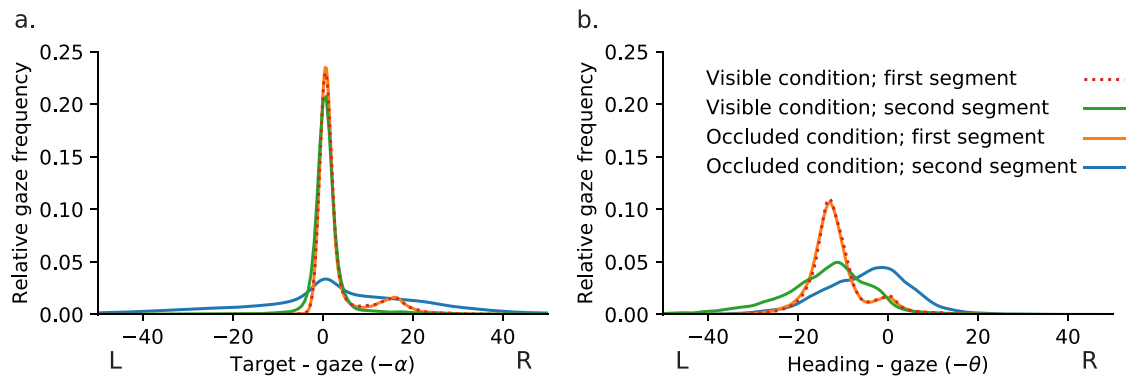 a.
0.25
0.20
0.15
0.10
0.05
0.00
Relative gaze frequency
−40 −20 0 20 40
L Target - gaze (−α) R
b.
0.25
0.20
0.15
0.10
0.05
0.00
Relative gaze frequency
Visible condition; first segment
Visible condition; second segment
Occluded condition; first segment
Occluded condition; second segment
−40 −20 0 20 40
L Heading - gaze (−θ) R